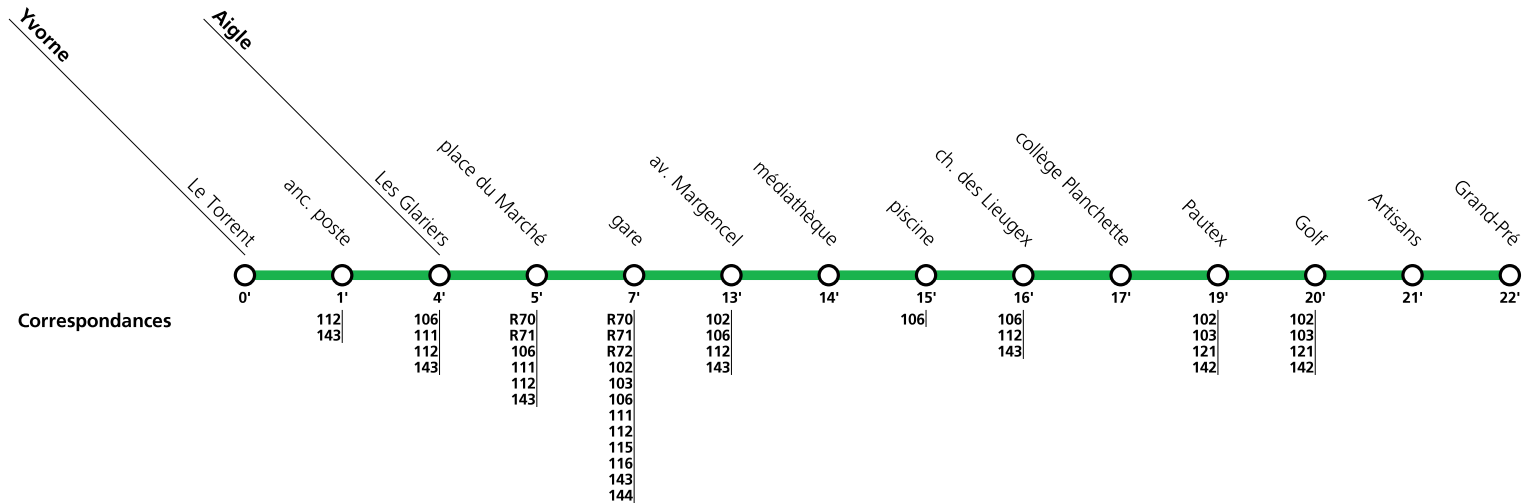 Yvorne
Aigle
Le Torrent
anc. poste
Les Glariers
place du Marché
gare
av. Margencel
médiathèque
piscine
ch. des Lieugex
collège Planchette
Pautex
Golf
Artisans
Grand-Pré
0' 1' 4' 5' 7' 13' 14' 15' 16' 17' 19' 20' 21' 22'
Correspondances
112
143
106
111
112
143
R70
R71
106
111
112
143
R70
R71
R72
102
103
106
111
112
115
116
143
144
102
106
112
143
106
106
112
143
102
103
121
142
102
103
121
142